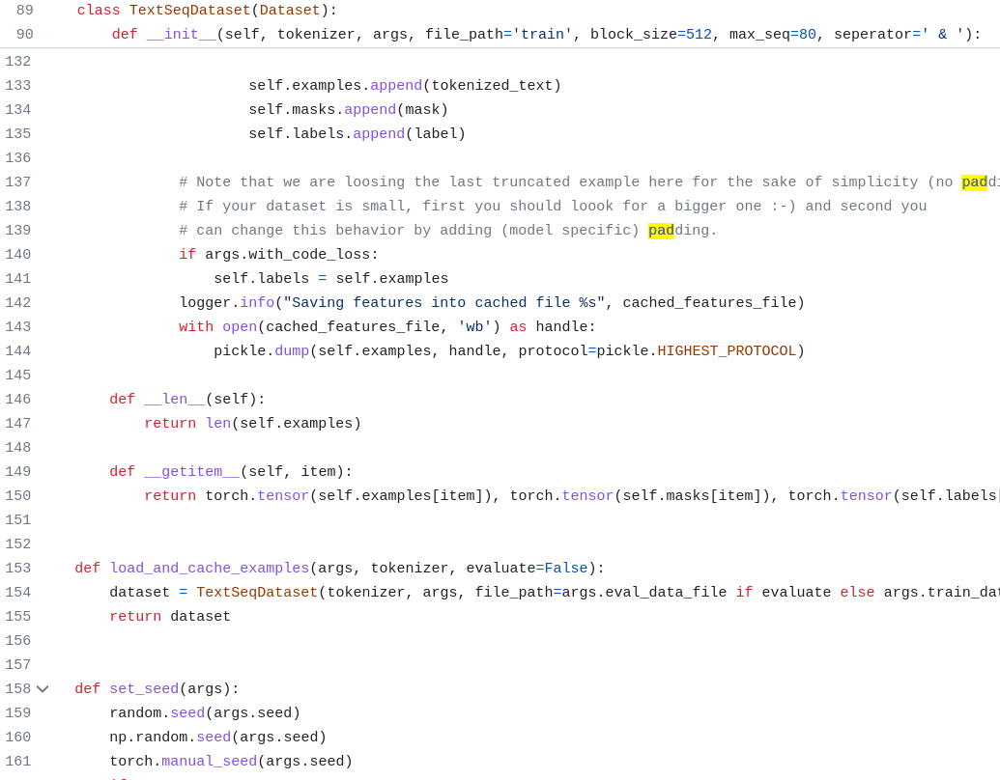 89 class TextSeqDataset(Dataset):
90 def __init__(self, tokenizer, args, file_path='train', block_size=512, max_seq=80, seperator=' & '):
132
133 self.examples.append(tokenized_text)
134 self.masks.append(mask)
135 self.labels.append(label)
136
137 # Note that we are loosing the last truncated example here for the sake of simplicity (no paddi
138 # If your dataset is small, first you should loook for a bigger one :-) and second you
139 # can change this behavior by adding (model specific) padding.
140 if args.with_code_loss:
141 self.labels = self.examples
142 logger.info("Saving features into cached file %s", cached_features_file)
143 with open(cached_features_file, 'wb') as handle:
144 pickle.dump(self.examples, handle, protocol=pickle.HIGHEST_PROTOCOL)
145
146 def __len__(self):
147 return len(self.examples)
148
149 def __getitem__(self, item):
150 return torch.tensor(self.examples[item]), torch.tensor(self.masks[item]), torch.tensor(self.labels[
151
152
153 def load_and_cache_examples(args, tokenizer, evaluate=False):
154 dataset = TextSeqDataset(tokenizer, args, file_path=args.eval_data_file if evaluate else args.train_dat
155 return dataset
156
157
158 def set_seed(args):
159 random.seed(args.seed)
160 np.random.seed(args.seed)
161 torch.manual_seed(args.seed)